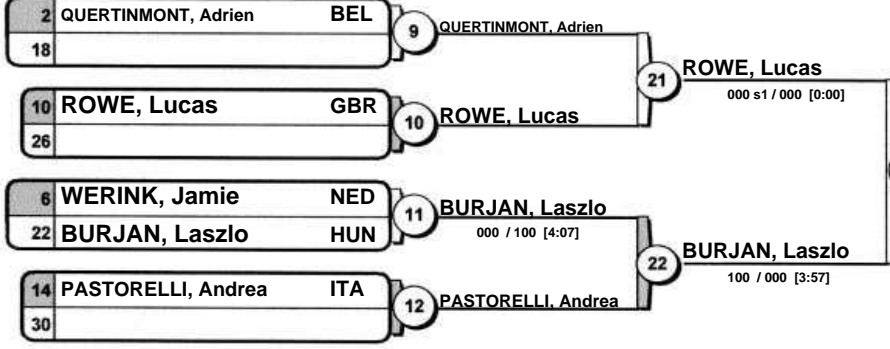 2 QUERTINMONT, Adrien BEL
18
9
QUERTINMONT, Adrien
10 ROWE, Lucas GBR
26
10
ROWE, Lucas
21
ROWE, Lucas
000 s1 / 000 [0:00]
6 WERINK, Jamie NED
22 BURJAN, Laszlo HUN
11
BURJAN, Laszlo
000 / 100 [4:07]
14 PASTORELLI, Andrea ITA
30
12
PASTORELLI, Andrea
22
BURJAN, Laszlo
100 / 000 [3:57]